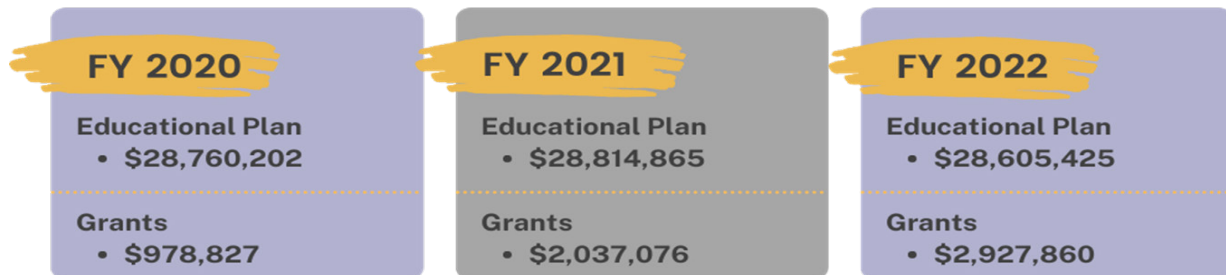 FY 2020
Educational Plan
• $28,760,202
Grants
• $978,827
FY 2021
Educational Plan
• $28,814,865
Grants
• $2,037,076
FY 2022
Educational Plan
• $28,605,425
Grants
• $2,927,860